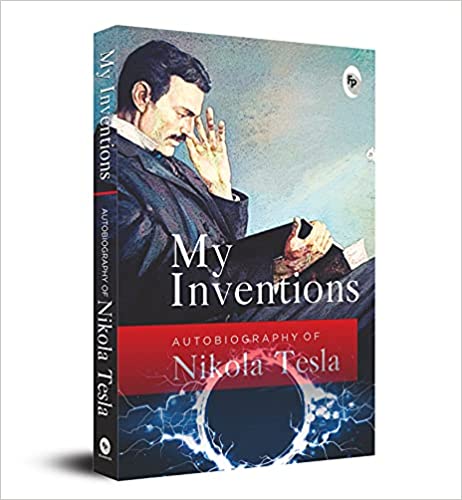 My Inventions
AUTOBIOGRAPHY OF
Nikola Tesla
FP
My
Inventions
AUTOBIOGRAPHY OF
Nikola Tesla